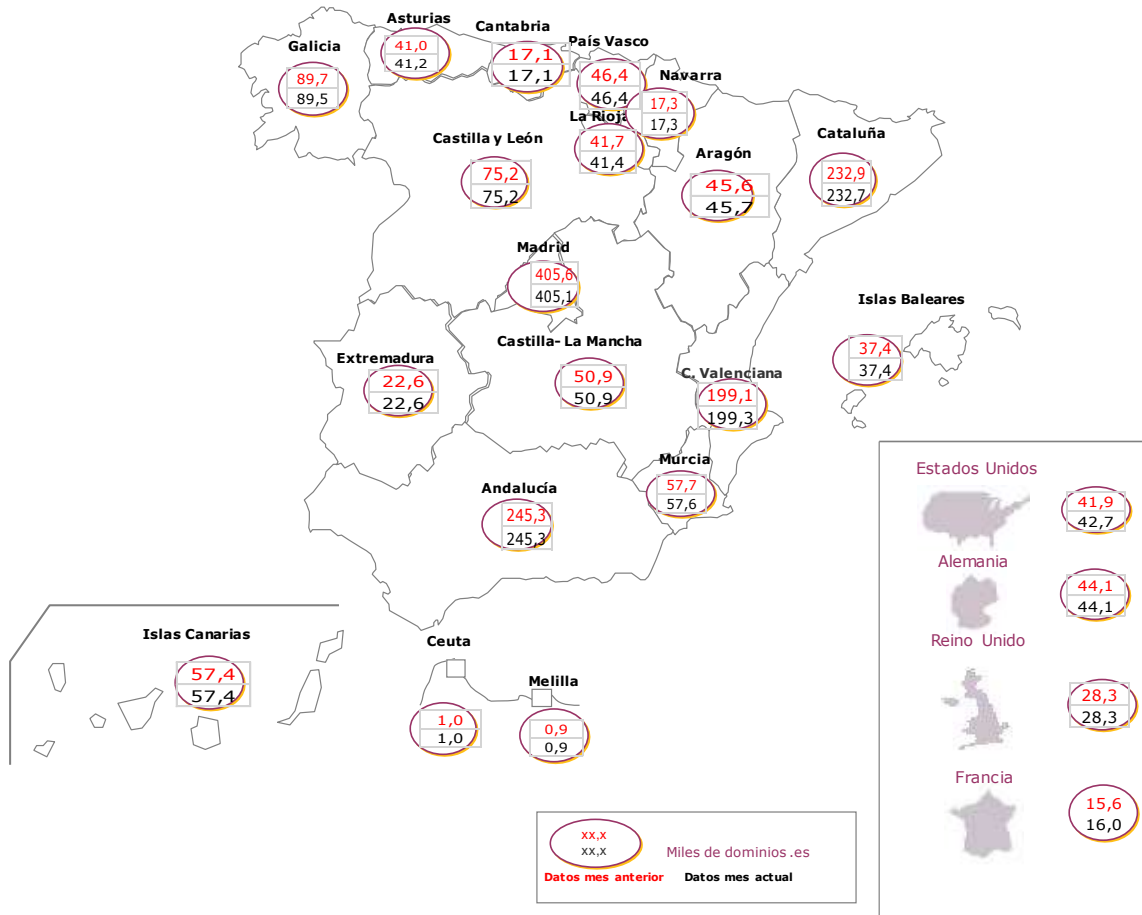 Asturias
41,0
41,2
Cantabria
17,1
17,1
Galicia
89,7
89,5
País Vasco
46,4
46,4
Navarra
17,3
17,3
La Rioja
41,7
41,4
Castilla y León
75,2
75,2
Aragón
45,6
45,7
Cataluña
232,9
232,7
Madrid
405,6
405,1
Islas Baleares
37,4
37,4
Castilla- La Mancha
50,9
50,9
Extremadura
22,6
22,6
C. Valenciana
199,1
199,3
Murcia
57,7
57,6
Andalucía
245,3
245,3
Islas Canarias
57,4
57,4
Ceuta
1,0
1,0
Melilla
0,9
0,9
Estados Unidos
41,9
42,7
Alemania
44,1
44,1
Reino Unido
28,3
28,3
Francia
15,6
16,0
xx,x
xx,x
Miles de dominios .es
Datos mes anterior Datos mes actual